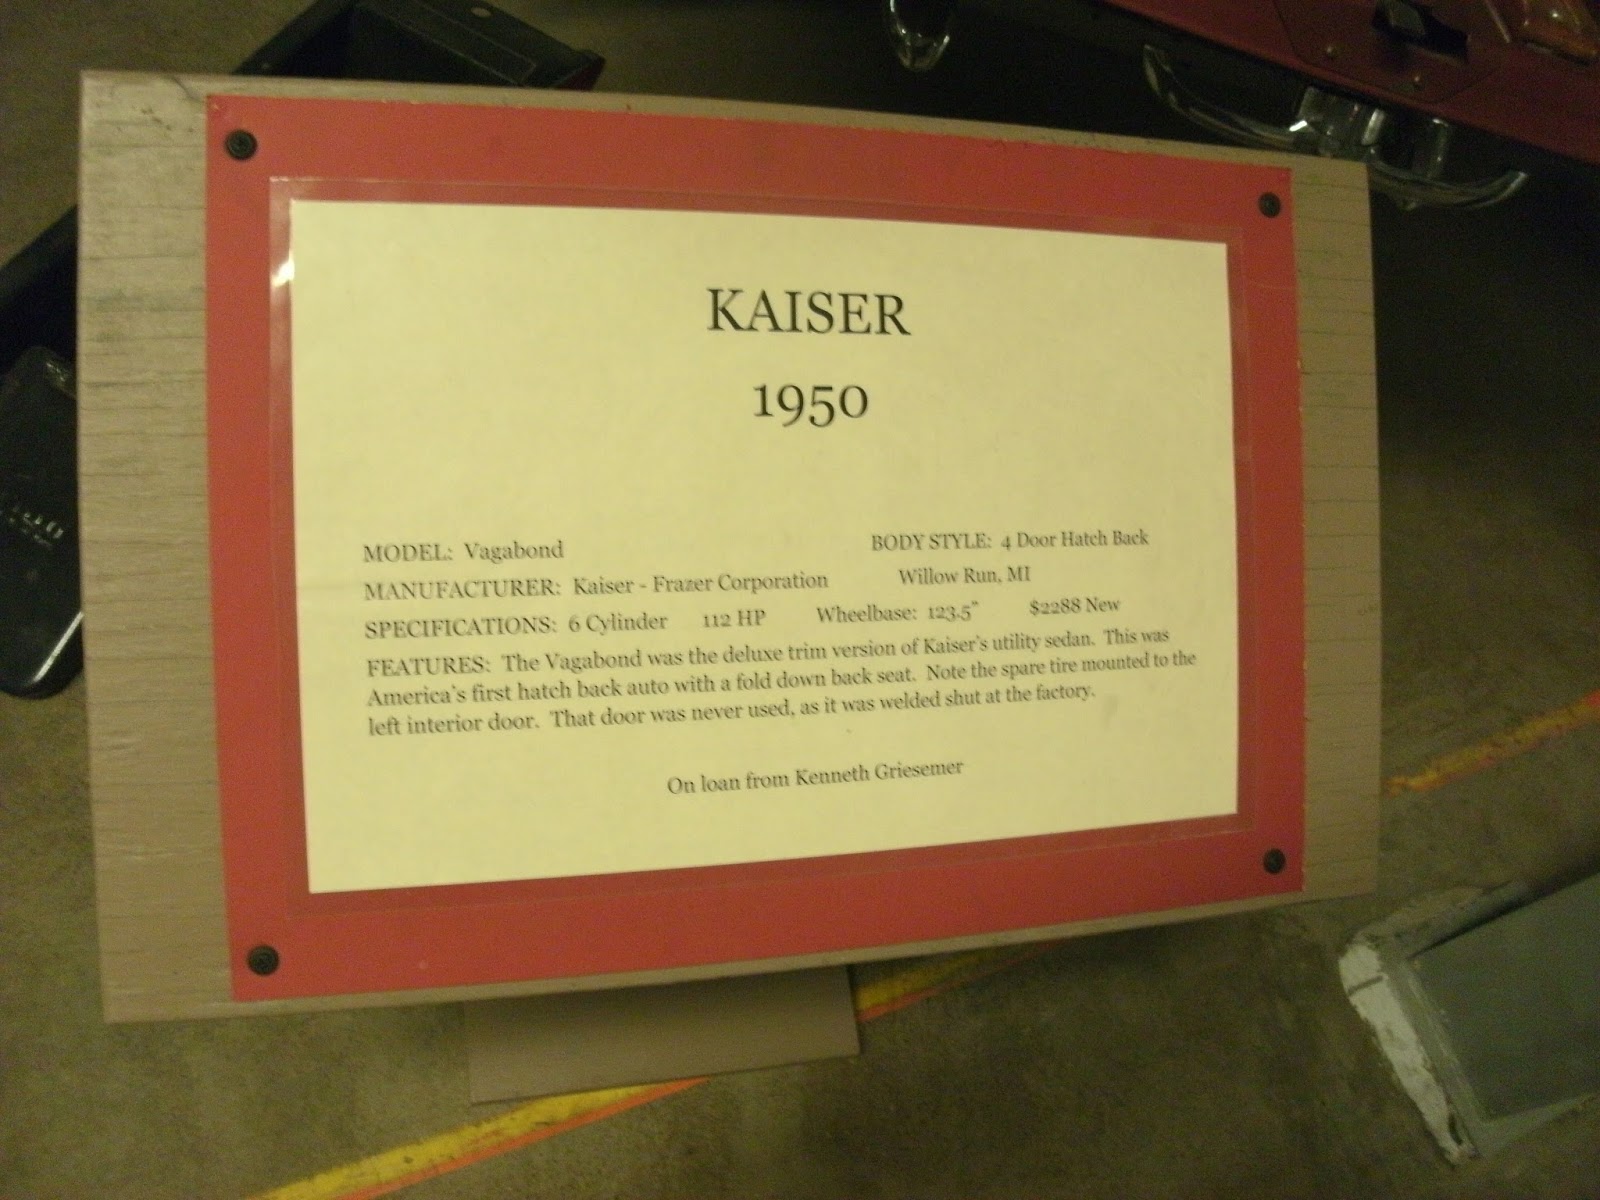 KAISER
1950
MODEL: Vagabond BODY STYLE: 4 Door Hatch Back
MANUFACTURER: Kaiser - Frazer Corporation Willow Run, MI
SPECIFICATIONS: 6 Cylinder 112 HP Wheelbase: 123.5" $2288 New
FEATURES: The Vagabond was the deluxe trim version of Kaiser's utility sedan. This was
America's first hatch back auto with a fold down back seat. Note the spare tire mounted to the
left interior door. That door was never used, as it was welded shut at the factory.
On loan from Kenneth Griesemer